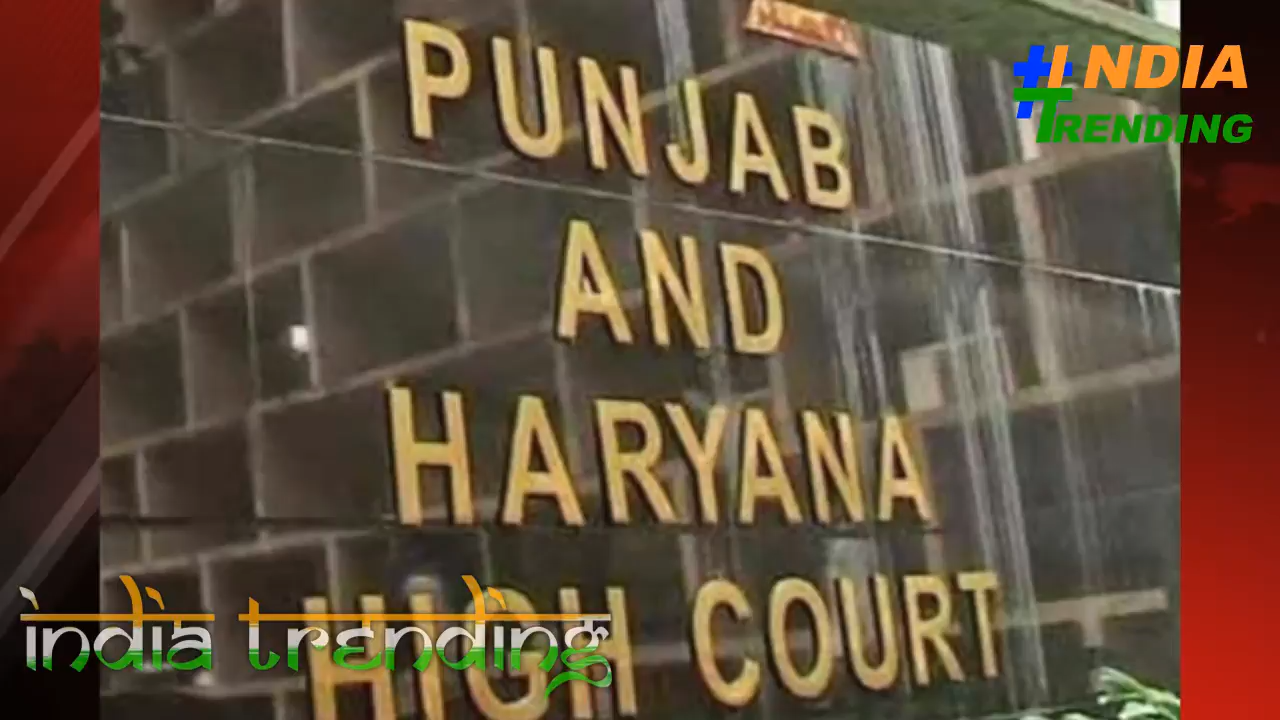 PUNJAB
AND
HARYANA
HIGH COURT
#INDIA
TRENDING
india trending